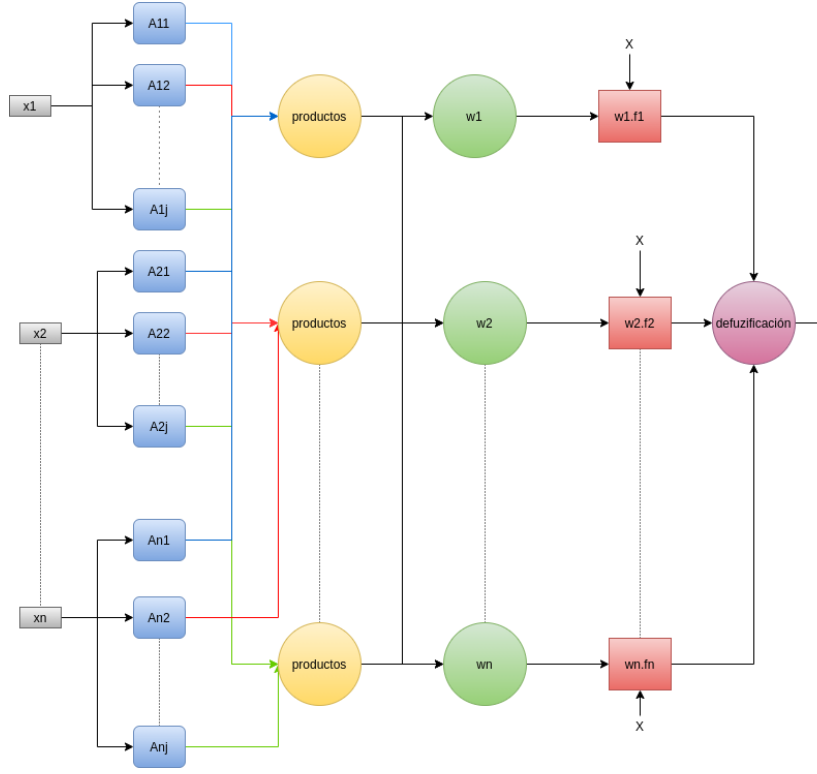 A11
X
A12
x1
productos
w1
w1.f1
A1j
X
A21
x2
A22
productos
w2
w2.f2
defuzificación
A2j
An1
xn
An2
productos
wn
wn.fn
X
Anj